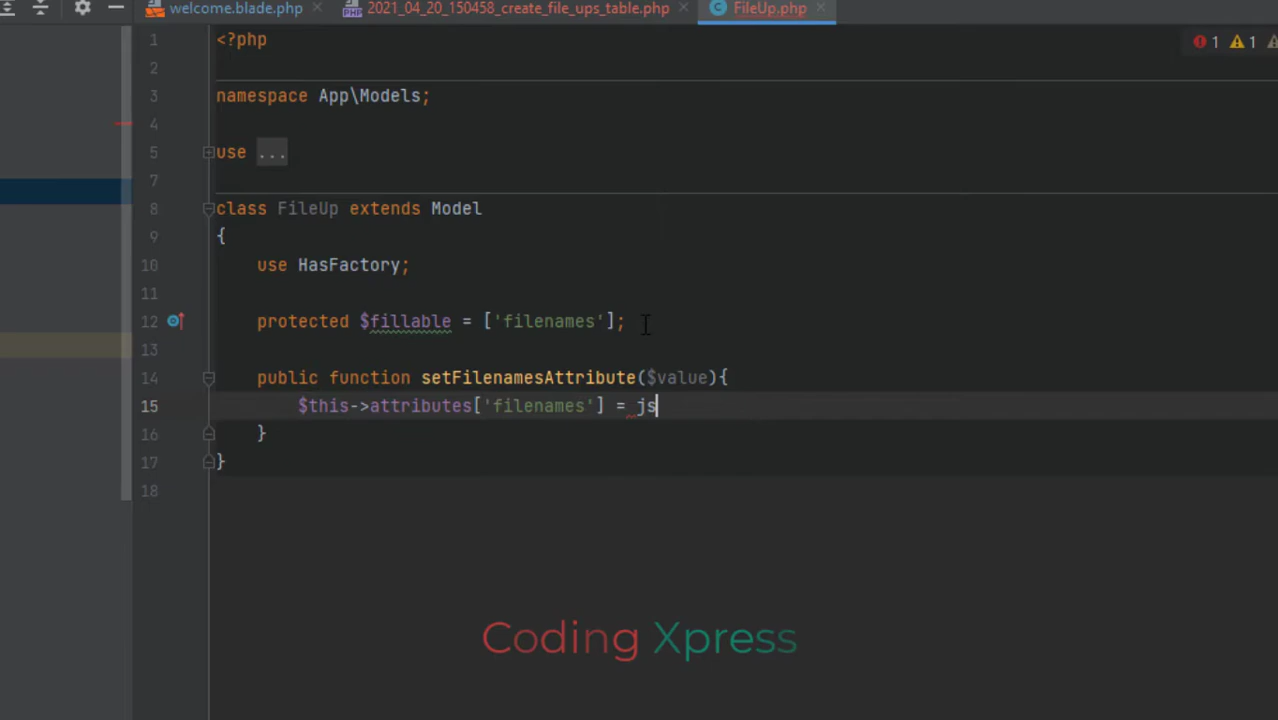 welcome.blade.php 2021_04_20_150458_create_file_ups_table.php FileUp.php
1 <?php 1 1
2
3 namespace App\Models;
4
5 use ...
7
8 class FileUp extends Model
9 {
10 use HasFactory;
11
12 protected $fillable = ['filenames'];
13
14 public function setFilenamesAttribute($value){
15 $this->attributes['filenames'] = js
16 }
17 }
18
Coding Xpress